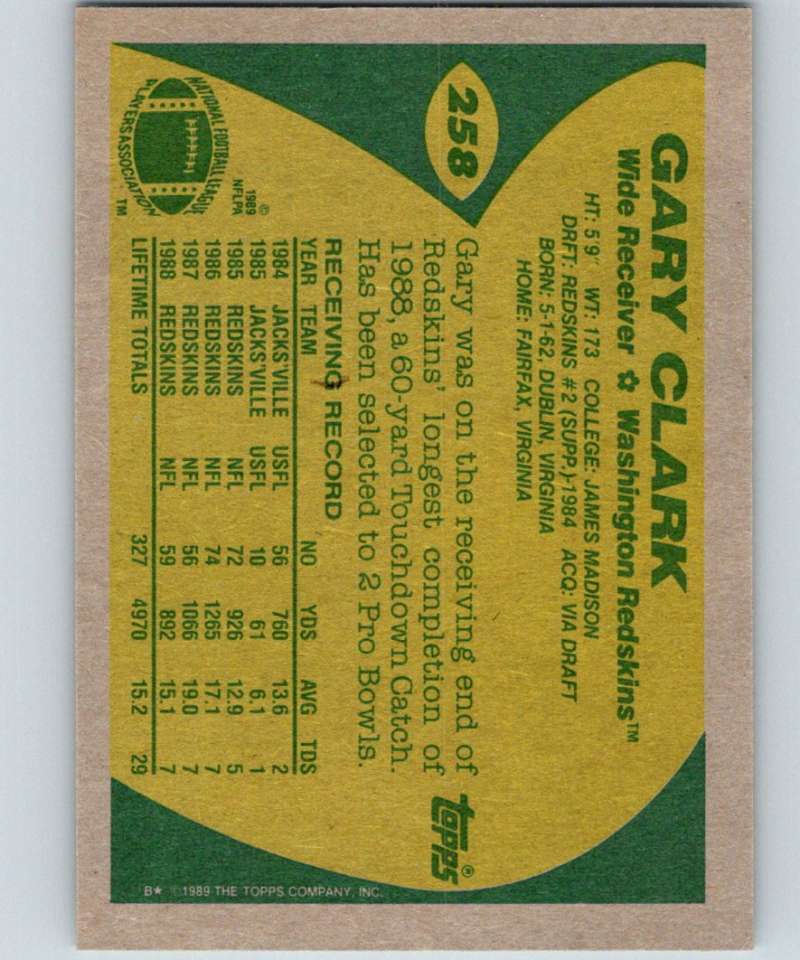 258
GARY CLARK
Wide Receiver ✿ Washington Redskins™
HT: 5'9" WT: 173 COLLEGE: JAMES MADISON
DRFT: REDSKINS #2 (SUPP.)-1984 ACQ: VIA DRAFT
BORN: 5-1-62, DUBLIN, VIRGINIA
HOME: FAIRFAX, VIRGINIA
Gary was on the receiving end of
Redskins' longest completion of
1988, a 60-yard Touchdown Catch.
Has been selected to 2 Pro Bowls.
topps®
RECEIVING RECORD
YEAR TEAM NO YDS AVG TDS
1984 JACKS'VILLE USFL 56 760 13.6 2
1985 JACKS'VILLE USFL 10 61 6.1 1
1985 REDSKINS NFL 72 926 12.9 5
1986 REDSKINS NFL 74 1265 17.1 7
1987 REDSKINS NFL 56 1066 19.0 7
1988 REDSKINS NFL 59 892 15.1 7
LIFETIME TOTALS 327 4970 15.2 29
NATIONAL FOOTBALL LEAGUE
PLAYERS ASSOCIATION
TM
©
1989
NFLPA
B★ ©1989 THE TOPPS COMPANY, INC.